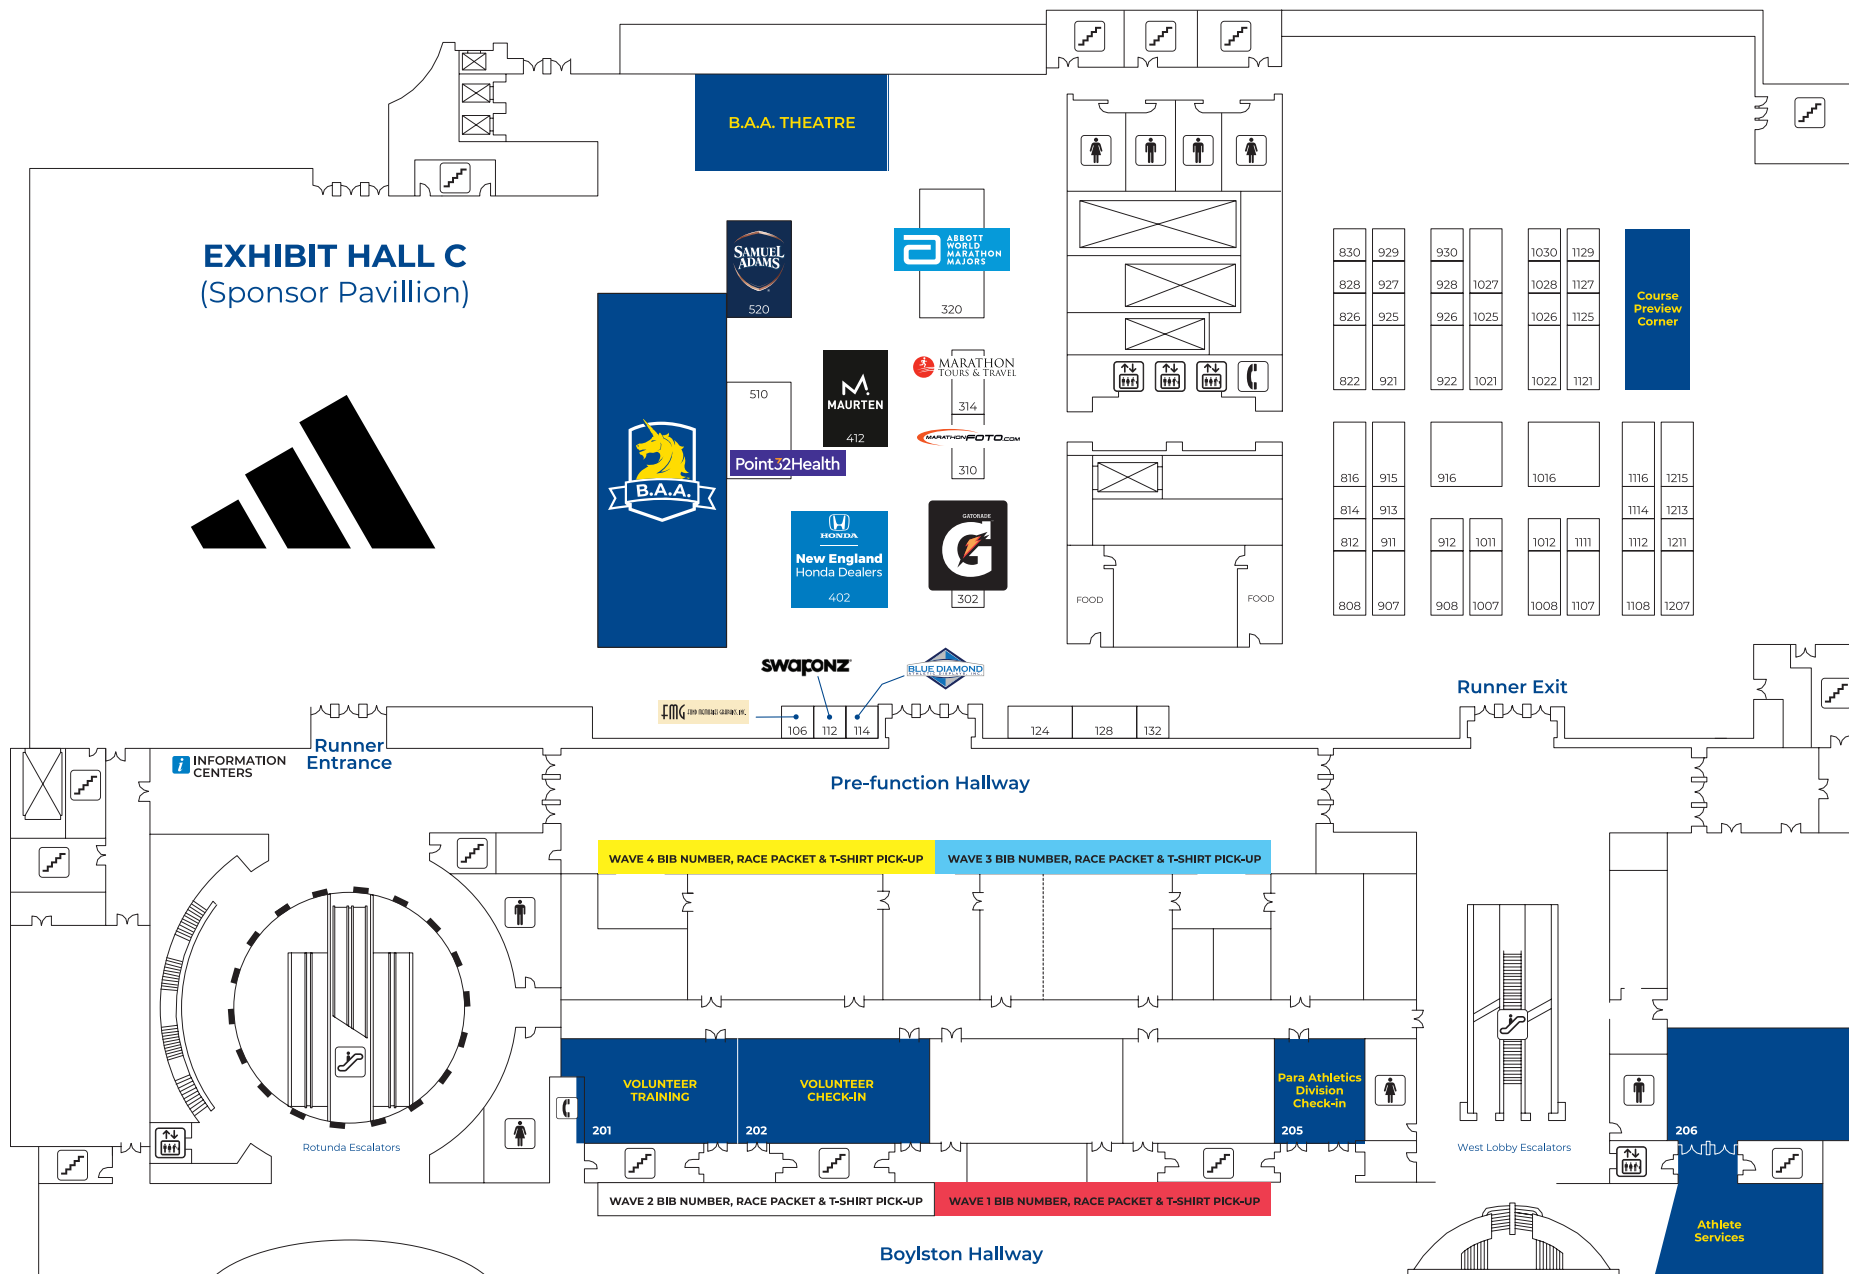 B.A.A. THEATRE
EXHIBIT HALL C
(Sponsor Pavillion)
SAMUEL
ADAMS
520
ABBOTT
WORLD
MARATHON
MAJORS
320
830
929
930
1030
1129
828
927
928
1027
1028
1127
826
925
926
1025
1026
1125
822
921
922
1021
1022
1121
Course
Preview
Corner
510
MAURTEN
412
MARATHON
TOURS & TRAVEL
314
MARATHONFOTO.COM
310
Point32Health
B.A.A.
HONDA
New England
Honda Dealers
402
GATORADE
G
302
FOOD
FOOD
816
915
916
1016
1116
1215
814
913
1114
1213
812
911
912
1011
1012
1111
1112
1211
808
907
908
1007
1008
1107
1108
1207
swaponz
BLUE DIAMOND
ATHLETIC DISPLAYS, INC.
FMG FOND MEMORIES GRAPHICS, INC.
106
112
114
124
128
132
Runner Exit
Runner
Entrance
i INFORMATION
CENTERS
Pre-function Hallway
WAVE 4 BIB NUMBER, RACE PACKET & T-SHIRT PICK-UP
WAVE 3 BIB NUMBER, RACE PACKET & T-SHIRT PICK-UP
VOLUNTEER
TRAINING
201
VOLUNTEER
CHECK-IN
202
Para Athletics
Division
Check-in
205
206
Rotunda Escalators
West Lobby Escalators
WAVE 2 BIB NUMBER, RACE PACKET & T-SHIRT PICK-UP
WAVE 1 BIB NUMBER, RACE PACKET & T-SHIRT PICK-UP
Athlete
Services
Boylston Hallway